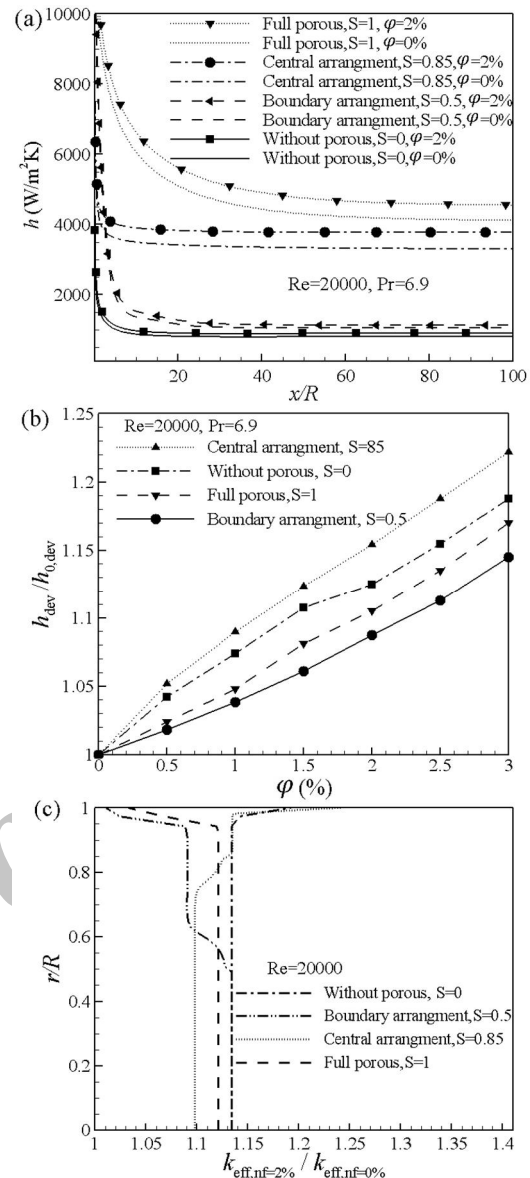 (a)
10000
8000
6000
4000
2000
h (W/m²K)
Full porous,S=1, φ=2%
Full porous,S=1, φ=0%
Central arrangment,S=0.85,φ=2%
Central arrangment,S=0.85,φ=0%
Boundary arrangment,S=0.5,φ=2%
Boundary arrangment,S=0.5,φ=0%
Without porous,S=0,φ=2%
Without porous,S=0,φ=0%
Re=20000, Pr=6.9
20 40 60 80 100
x/R
(b)
1.25
1.2
1.15
1.1
1.05
1
h_dev/h_0,dev
Re=20000, Pr=6.9
Central arrangment, S=85
Without porous, S=0
Full porous,S=1
Boundary arrangment, S=0.5
0 0.5 1 1.5 2 2.5 3
φ (%)
(c)
1
0.8
0.6
0.4
0.2
0
r/R
Re=20000
Without porous, S=0
Boundary arrangment,S=0.5
Central arrangment,S=0.85
Full porous,S=1
1 1.05 1.1 1.15 1.2 1.25 1.3 1.35 1.4
k_eff,nf=2% / k_eff,nf=0%